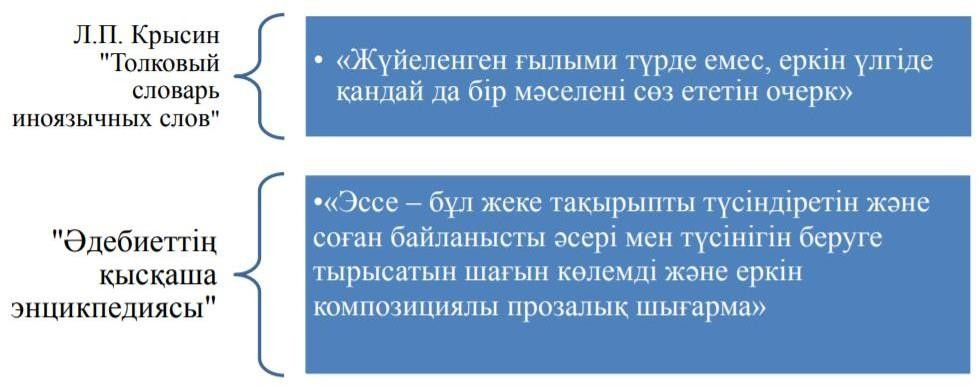 Л.П. Крысин
"Толковый
словарь
иноязычных слов"
• «Жүйеленген ғылыми түрде емес, еркін үлгіде
қандай да бір мәселені сөз ететін очерк»
"Әдебиеттің
қысқаша
энцикпедиясы"
•«Эссе – бұл жеке тақырыпты түсіндіретін және
соған байланысты әсері мен түсінігін беруге
тырысатын шағын көлемді және еркін
композициялы прозалық шығарма»